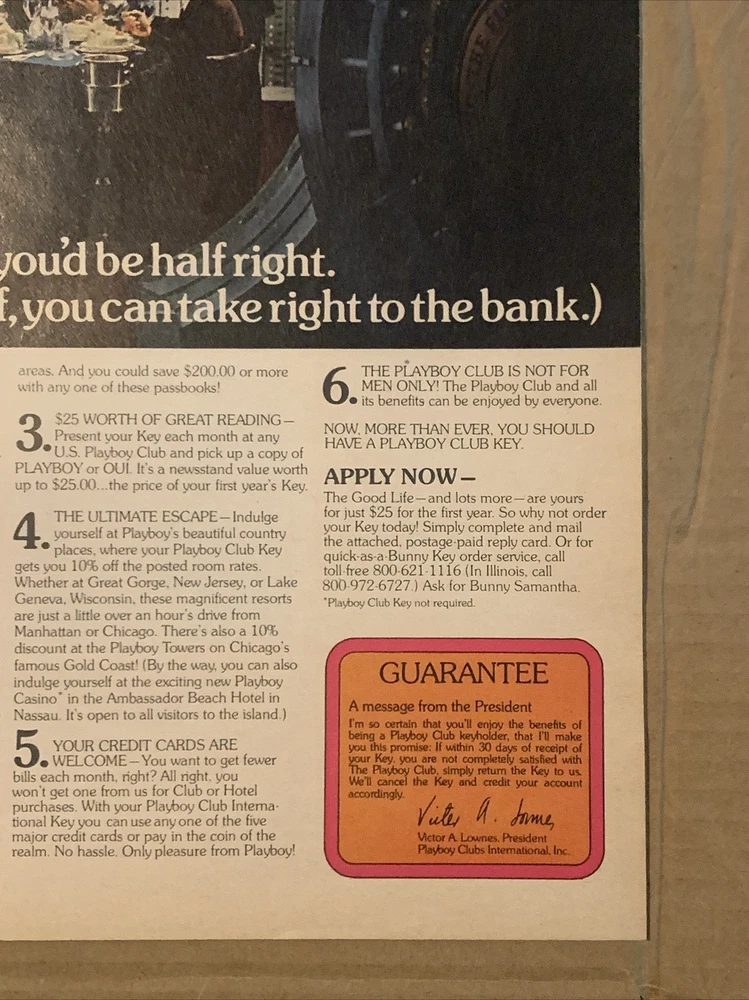 THE FI
you'd be half right.
f, you can take right to the bank.)
areas. And you could save $200.00 or more
with any one of these passbooks!
3. $25 WORTH OF GREAT READING—
Present your Key each month at any
U.S. Playboy Club and pick up a copy of
PLAYBOY or OUI. It's a newsstand value worth
up to $25.00...the price of your first year's Key.
4. THE ULTIMATE ESCAPE—Indulge
yourself at Playboy's beautiful country
places, where your Playboy Club Key
gets you 10% off the posted room rates.
Whether at Great Gorge, New Jersey, or Lake
Geneva, Wisconsin, these magnificent resorts
are just a little over an hour's drive from
Manhattan or Chicago. There's also a 10%
discount at the Playboy Towers on Chicago's
famous Gold Coast! (By the way, you can also
indulge yourself at the exciting new Playboy
Casino* in the Ambassador Beach Hotel in
Nassau. It's open to all visitors to the island.)
5. YOUR CREDIT CARDS ARE
WELCOME—You want to get fewer
bills each month, right? All right, you
won't get one from us for Club or Hotel
purchases. With your Playboy Club Interna-
tional Key you can use any one of the five
major credit cards or pay in the coin of the
realm. No hassle. Only pleasure from Playboy!
6. THE PLAYBOY CLUB IS NOT FOR
MEN ONLY! The Playboy Club and all
its benefits can be enjoyed by everyone.
NOW, MORE THAN EVER, YOU SHOULD
HAVE A PLAYBOY CLUB KEY.
APPLY NOW—
The Good Life—and lots more—are yours
for just $25 for the first year. So why not order
your Key today! Simply complete and mail
the attached, postage-paid reply card. Or for
quick-as-a-Bunny Key order service, call
toll-free 800-621-1116 (In Illinois, call
800-972-6727.) Ask for Bunny Samantha.
*Playboy Club Key not required.
GUARANTEE
A message from the President
I'm so certain that you'll enjoy the benefits of
being a Playboy Club keyholder, that I'll make
you this promise: If within 30 days of receipt of
your Key, you are not completely satisfied with
The Playboy Club, simply return the Key to us.
We'll cancel the Key and credit your account
accordingly.
Victor A. Lownes
Victor A. Lownes, President
Playboy Clubs International, Inc.